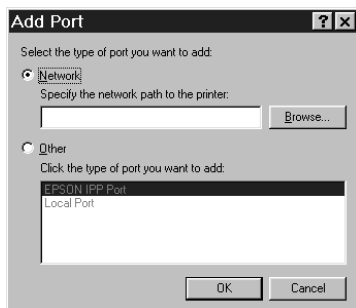 Add Port
Select the type of port you want to add:
Network
Specify the network path to the printer:
Browse...
Other
Click the type of port you want to add:
EPSON IPP Port
Local Port
OK Cancel